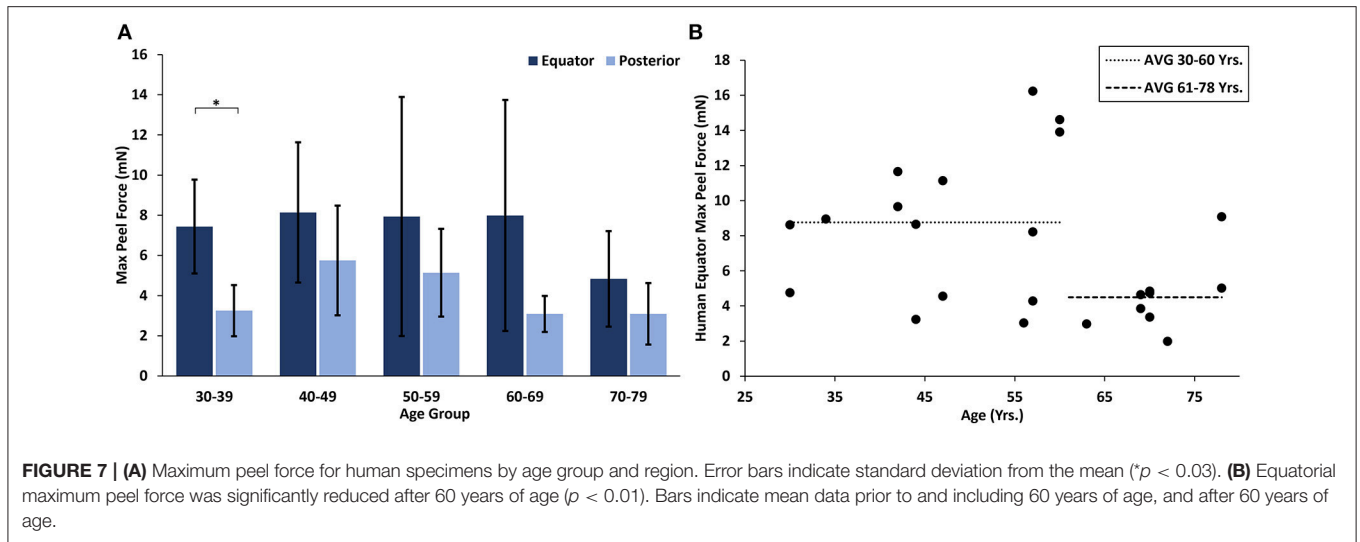 A
16
14
12
10
8
6
4
2
0
Max Peel Force (mN)
Equator Posterior
*
30-39 40-49 50-59 60-69 70-79
Age Group
B
18
16
14
12
10
8
6
4
2
0
Human Equator Max Peel Force (mN)
AVG 30-60 Yrs.
AVG 61-78 Yrs.
25 35 45 55 65 75
Age (Yrs.)
FIGURE 7 | (A) Maximum peel force for human specimens by age group and region. Error bars indicate standard deviation from the mean (*p < 0.03). (B) Equatorial
maximum peel force was significantly reduced after 60 years of age (p < 0.01). Bars indicate mean data prior to and including 60 years of age, and after 60 years of
age.